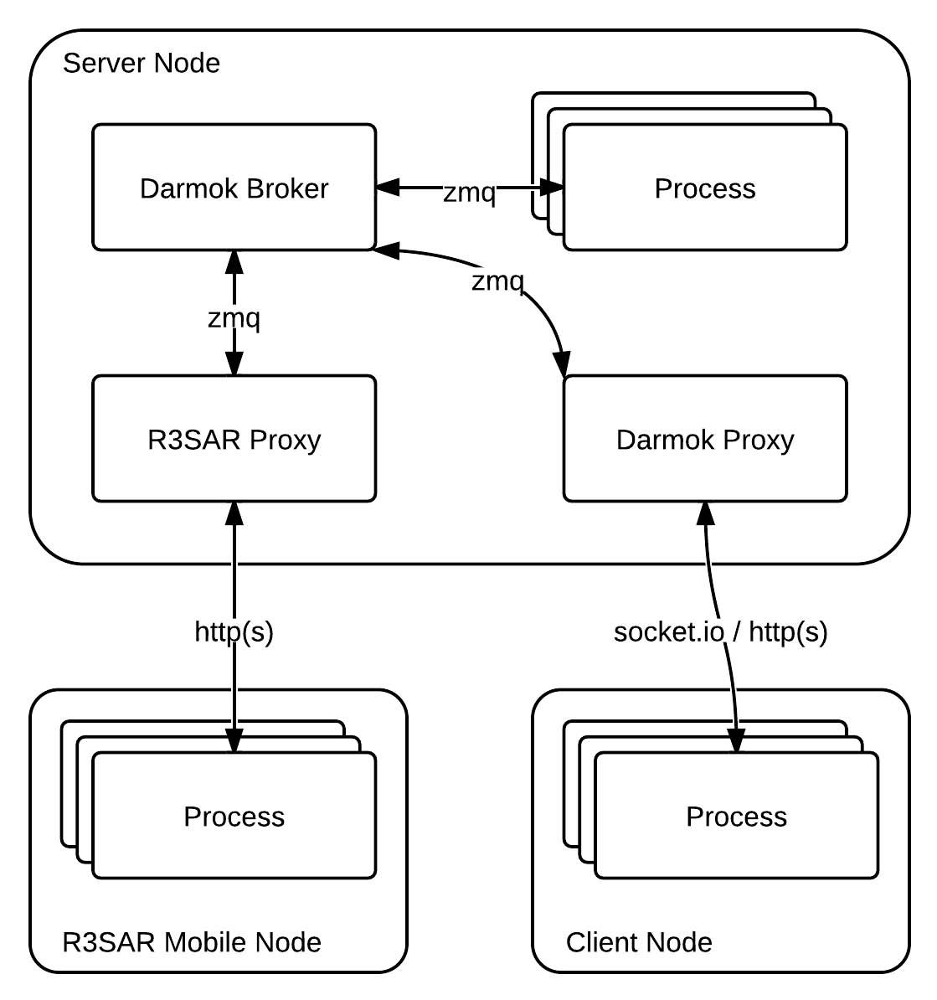 Server Node
Darmok Broker
zmq
Process
zmq
zmq
R3SAR Proxy
Darmok Proxy
http(s)
socket.io / http(s)
Process
Process
R3SAR Mobile Node
Client Node